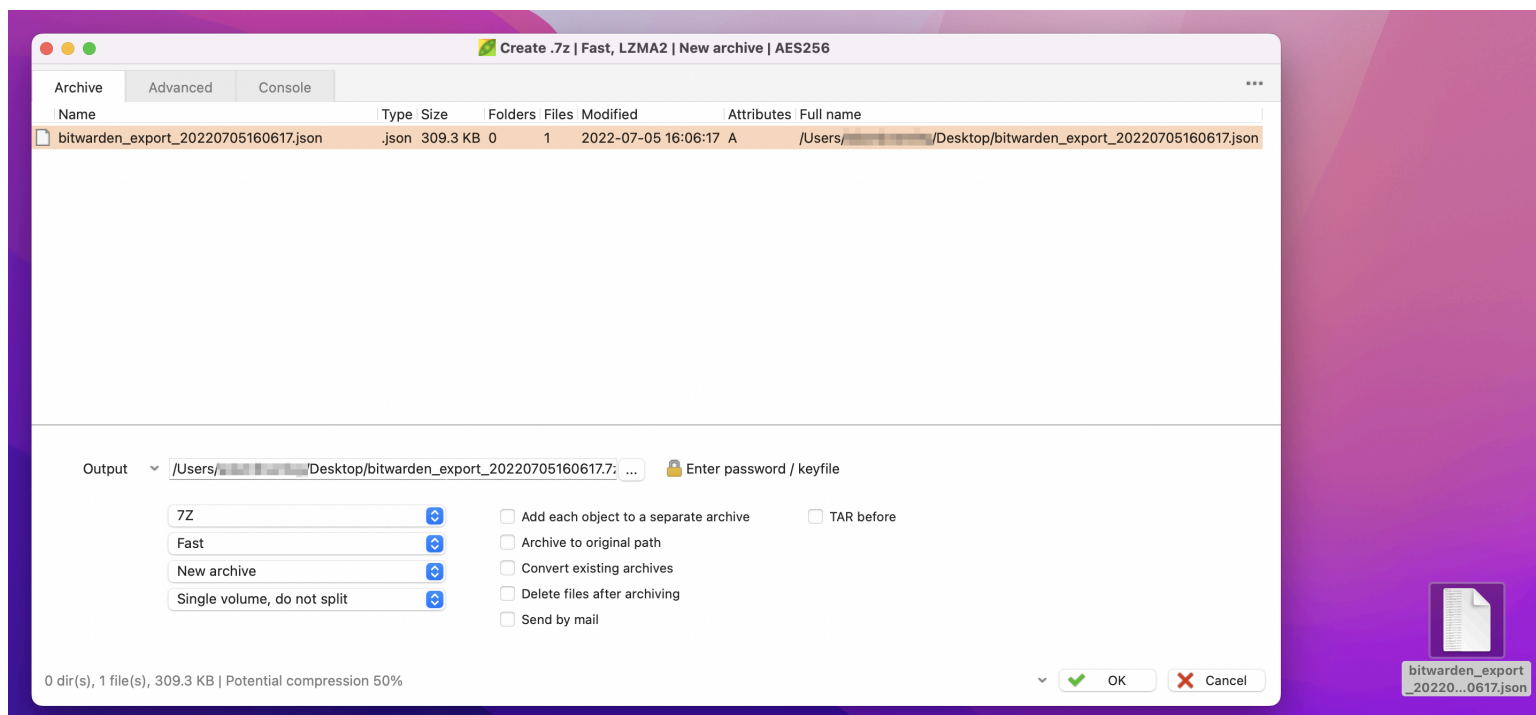 Create .7z | Fast, LZMA2 | New archive | AES256
Archive Advanced Console ...
Name Type Size Folders Files Modified Attributes Full name
bitwarden_export_20220705160617.json .json 309.3 KB 0 1 2022-07-05 16:06:17 A /Users/ /Desktop/bitwarden_export_20220705160617.json
Output /Users/ /Desktop/bitwarden_export_20220705160617.7z ... Enter password / keyfile
7Z
Add each object to a separate archive
TAR before
Fast
Archive to original path
New archive
Convert existing archives
Single volume, do not split
Delete files after archiving
Send by mail
0 dir(s), 1 file(s), 309.3 KB | Potential compression 50%
OK
Cancel
bitwarden_export
_20220...0617.json